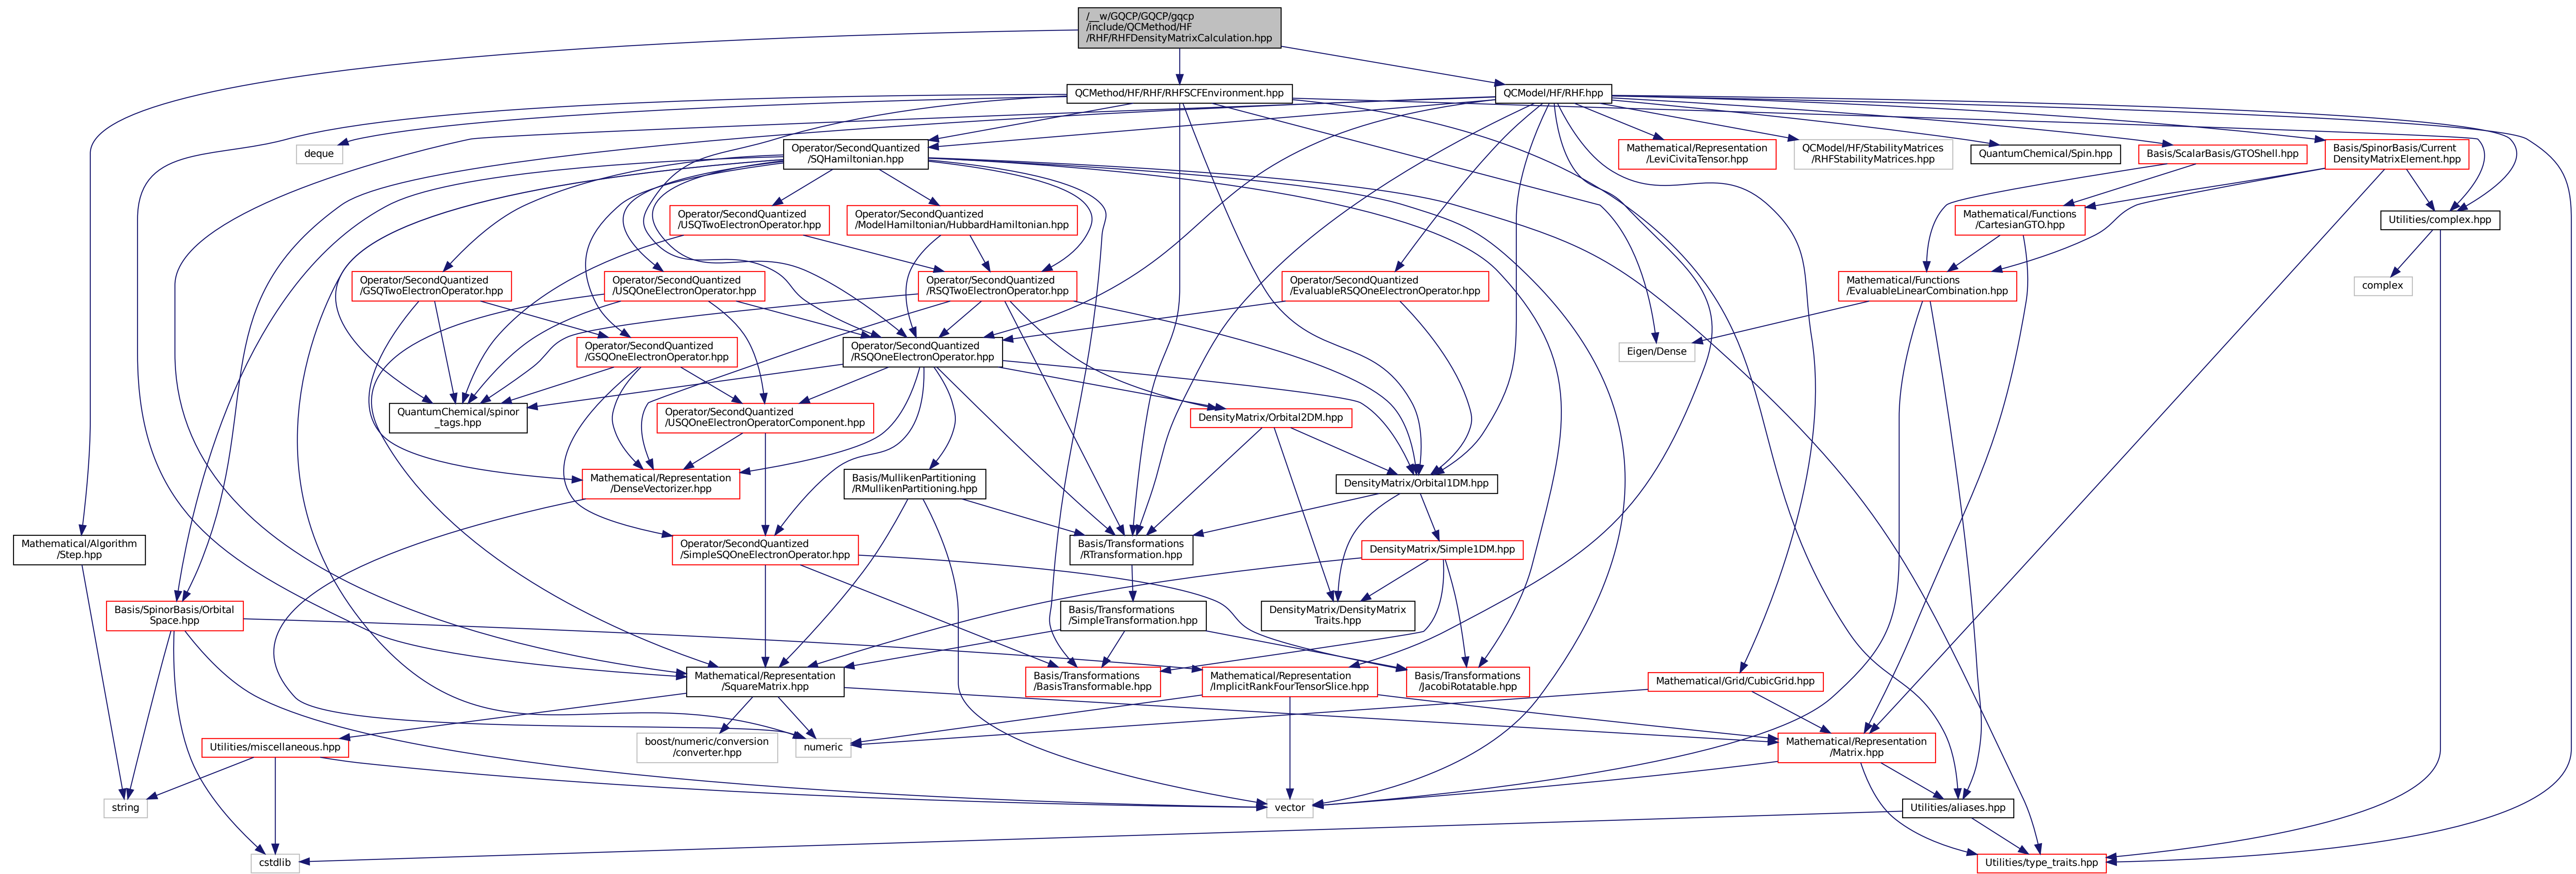 /__w/GQCP/GQCP/gqcp
/include/QCMethod/HF
/RHF/RHFDensityMatrixCalculation.hpp
QCMethod/HF/RHF/RHFSCFEnvironment.hpp
QCModel/HF/RHF.hpp
deque
Operator/SecondQuantized
/SQHamiltonian.hpp
Mathematical/Representation
/LeviCivitaTensor.hpp
QCModel/HF/StabilityMatrices
/RHFStabilityMatrices.hpp
QuantumChemical/Spin.hpp
Basis/ScalarBasis/GTOShell.hpp
Basis/SpinorBasis/Current
DensityMatrixElement.hpp
Operator/SecondQuantized
/USQTwoElectronOperator.hpp
Operator/SecondQuantized
/ModelHamiltonian/HubbardHamiltonian.hpp
Mathematical/Functions
/CartesianGTO.hpp
Utilities/complex.hpp
Operator/SecondQuantized
/GSQTwoElectronOperator.hpp
Operator/SecondQuantized
/USQOneElectronOperator.hpp
Operator/SecondQuantized
/RSQTwoElectronOperator.hpp
Operator/SecondQuantized
/EvaluableRSQOneElectronOperator.hpp
Mathematical/Functions
/EvaluableLinearCombination.hpp
complex
Operator/SecondQuantized
/GSQOneElectronOperator.hpp
Operator/SecondQuantized
/RSQOneElectronOperator.hpp
Eigen/Dense
QuantumChemical/spinor
_tags.hpp
Operator/SecondQuantized
/USQOneElectronOperatorComponent.hpp
DensityMatrix/Orbital2DM.hpp
Mathematical/Representation
/DenseVectorizer.hpp
Basis/MullikenPartitioning
/RMullikenPartitioning.hpp
DensityMatrix/Orbital1DM.hpp
Mathematical/Algorithm
/Step.hpp
Operator/SecondQuantized
/SimpleSQOneElectronOperator.hpp
Basis/Transformations
/RTransformation.hpp
DensityMatrix/Simple1DM.hpp
Basis/SpinorBasis/Orbital
Space.hpp
Basis/Transformations
/SimpleTransformation.hpp
DensityMatrix/DensityMatrix
Traits.hpp
Mathematical/Representation
/SquareMatrix.hpp
Basis/Transformations
/BasisTransformable.hpp
Mathematical/Representation
/ImplicitRankFourTensorSlice.hpp
Basis/Transformations
/JacobiRotatable.hpp
Mathematical/Grid/CubicGrid.hpp
Utilities/miscellaneous.hpp
boost/numeric/conversion
/converter.hpp
numeric
Mathematical/Representation
/Matrix.hpp
string
vector
Utilities/aliases.hpp
cstdlib
Utilities/type_traits.hpp